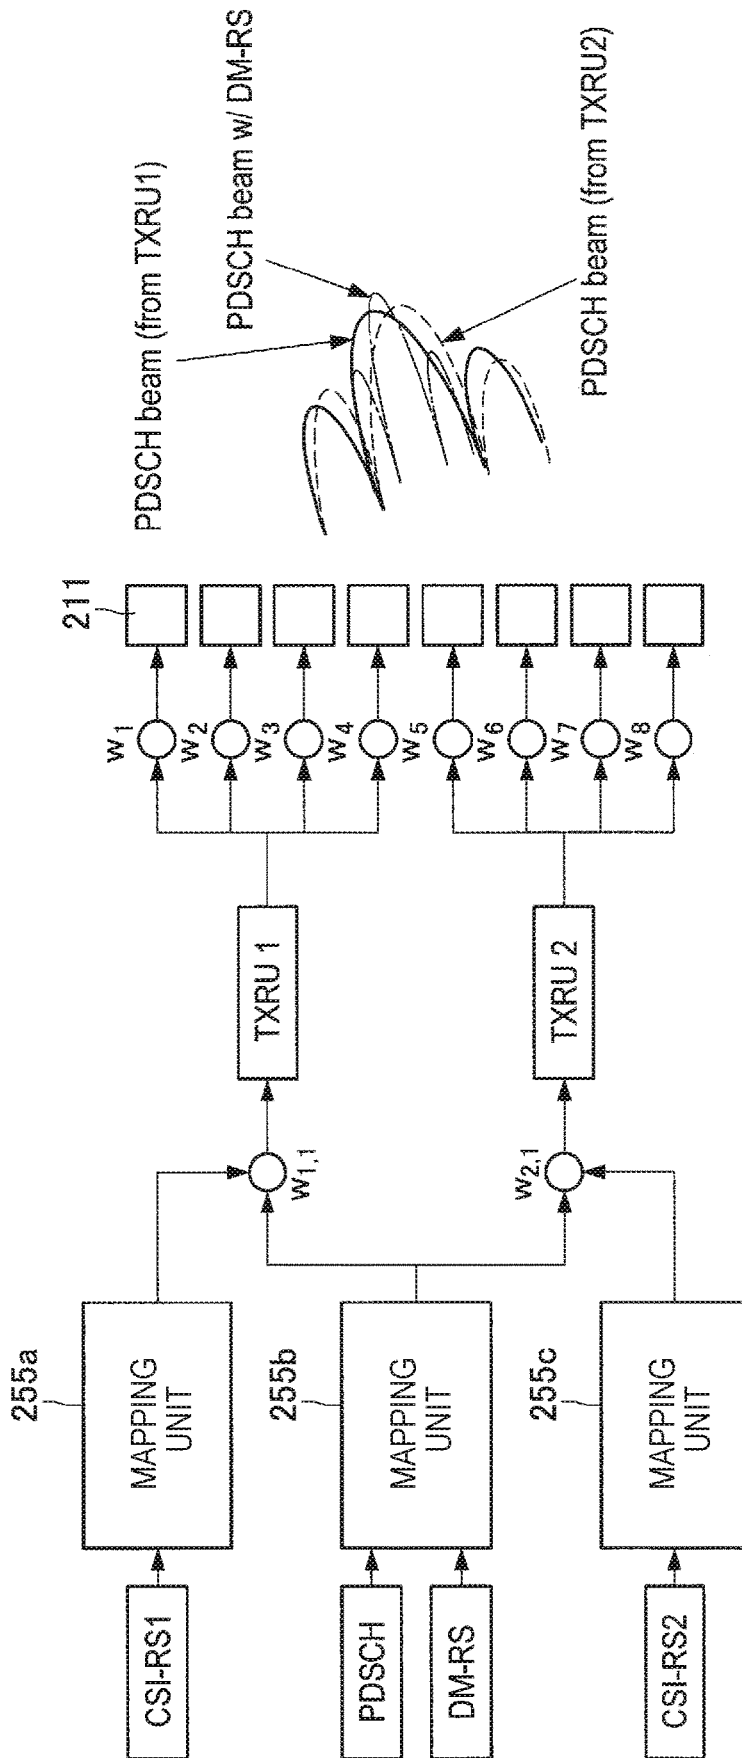 CSI-RS1
PDSCH
DM-RS
CSI-RS2
255a
MAPPING
UNIT
255b
MAPPING
UNIT
255c
MAPPING
UNIT
W1,1
W2,1
TXRU 1
TXRU 2
W1
W2
W3
W4
W5
W6
W7
W8
211
PDSCH beam (from TXRU1)
PDSCH beam w/ DM-RS
PDSCH beam (from TXRU2)